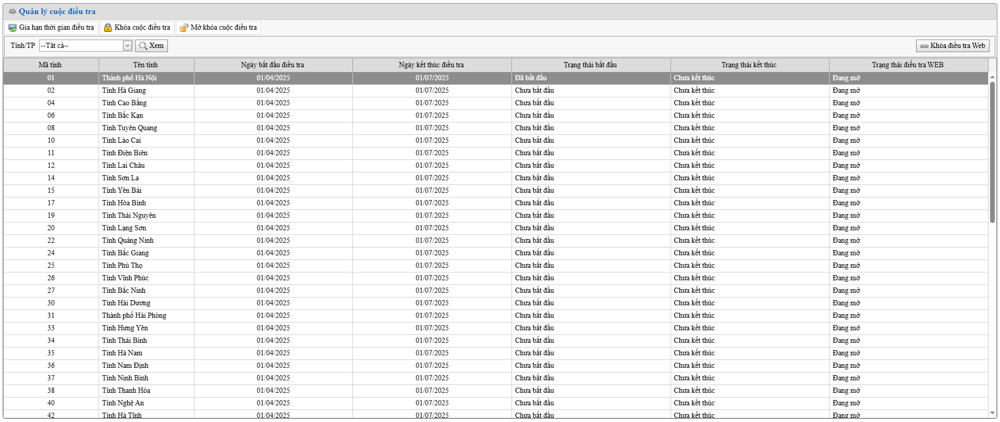 Quản lý cuộc điều tra
Gia hạn thời gian điều tra Khóa cuộc điều tra Mở khóa cuộc điều tra
Tỉnh/TP --Tất cả-- Xem Khóa điều tra Web
Mã tỉnh Tên tỉnh Ngày bắt đầu điều tra Ngày kết thúc điều tra Trạng thái bắt đầu Trạng thái kết thúc Trạng thái điều tra WEB
01 Thành phố Hà Nội 01/04/2025 01/07/2025 Đã bắt đầu Chưa kết thúc Đang mở
02 Tỉnh Hà Giang 01/04/2025 01/07/2025 Chưa bắt đầu Chưa kết thúc Đang mở
04 Tỉnh Cao Bằng 01/04/2025 01/07/2025 Chưa bắt đầu Chưa kết thúc Đang mở
06 Tỉnh Bắc Kạn 01/04/2025 01/07/2025 Chưa bắt đầu Chưa kết thúc Đang mở
08 Tỉnh Tuyên Quang 01/04/2025 01/07/2025 Chưa bắt đầu Chưa kết thúc Đang mở
10 Tỉnh Lào Cai 01/04/2025 01/07/2025 Chưa bắt đầu Chưa kết thúc Đang mở
11 Tỉnh Điện Biên 01/04/2025 01/07/2025 Chưa bắt đầu Chưa kết thúc Đang mở
12 Tỉnh Lai Châu 01/04/2025 01/07/2025 Chưa bắt đầu Chưa kết thúc Đang mở
14 Tỉnh Sơn La 01/04/2025 01/07/2025 Chưa bắt đầu Chưa kết thúc Đang mở
15 Tỉnh Yên Bái 01/04/2025 01/07/2025 Chưa bắt đầu Chưa kết thúc Đang mở
17 Tỉnh Hòa Bình 01/04/2025 01/07/2025 Chưa bắt đầu Chưa kết thúc Đang mở
19 Tỉnh Thái Nguyên 01/04/2025 01/07/2025 Chưa bắt đầu Chưa kết thúc Đang mở
20 Tỉnh Lạng Sơn 01/04/2025 01/07/2025 Chưa bắt đầu Chưa kết thúc Đang mở
22 Tỉnh Quảng Ninh 01/04/2025 01/07/2025 Chưa bắt đầu Chưa kết thúc Đang mở
24 Tỉnh Bắc Giang 01/04/2025 01/07/2025 Chưa bắt đầu Chưa kết thúc Đang mở
25 Tỉnh Phú Thọ 01/04/2025 01/07/2025 Chưa bắt đầu Chưa kết thúc Đang mở
26 Tỉnh Vĩnh Phúc 01/04/2025 01/07/2025 Chưa bắt đầu Chưa kết thúc Đang mở
27 Tỉnh Bắc Ninh 01/04/2025 01/07/2025 Chưa bắt đầu Chưa kết thúc Đang mở
30 Tỉnh Hải Dương 01/04/2025 01/07/2025 Chưa bắt đầu Chưa kết thúc Đang mở
31 Thành phố Hải Phòng 01/04/2025 01/07/2025 Chưa bắt đầu Chưa kết thúc Đang mở
33 Tỉnh Hưng Yên 01/04/2025 01/07/2025 Chưa bắt đầu Chưa kết thúc Đang mở
34 Tỉnh Thái Bình 01/04/2025 01/07/2025 Chưa bắt đầu Chưa kết thúc Đang mở
35 Tỉnh Hà Nam 01/04/2025 01/07/2025 Chưa bắt đầu Chưa kết thúc Đang mở
36 Tỉnh Nam Định 01/04/2025 01/07/2025 Chưa bắt đầu Chưa kết thúc Đang mở
37 Tỉnh Ninh Bình 01/04/2025 01/07/2025 Chưa bắt đầu Chưa kết thúc Đang mở
38 Tỉnh Thanh Hóa 01/04/2025 01/07/2025 Chưa bắt đầu Chưa kết thúc Đang mở
40 Tỉnh Nghệ An 01/04/2025 01/07/2025 Chưa bắt đầu Chưa kết thúc Đang mở
42 Tỉnh Hà Tĩnh 01/04/2025 01/07/2025 Chưa bắt đầu Chưa kết thúc Đang mở